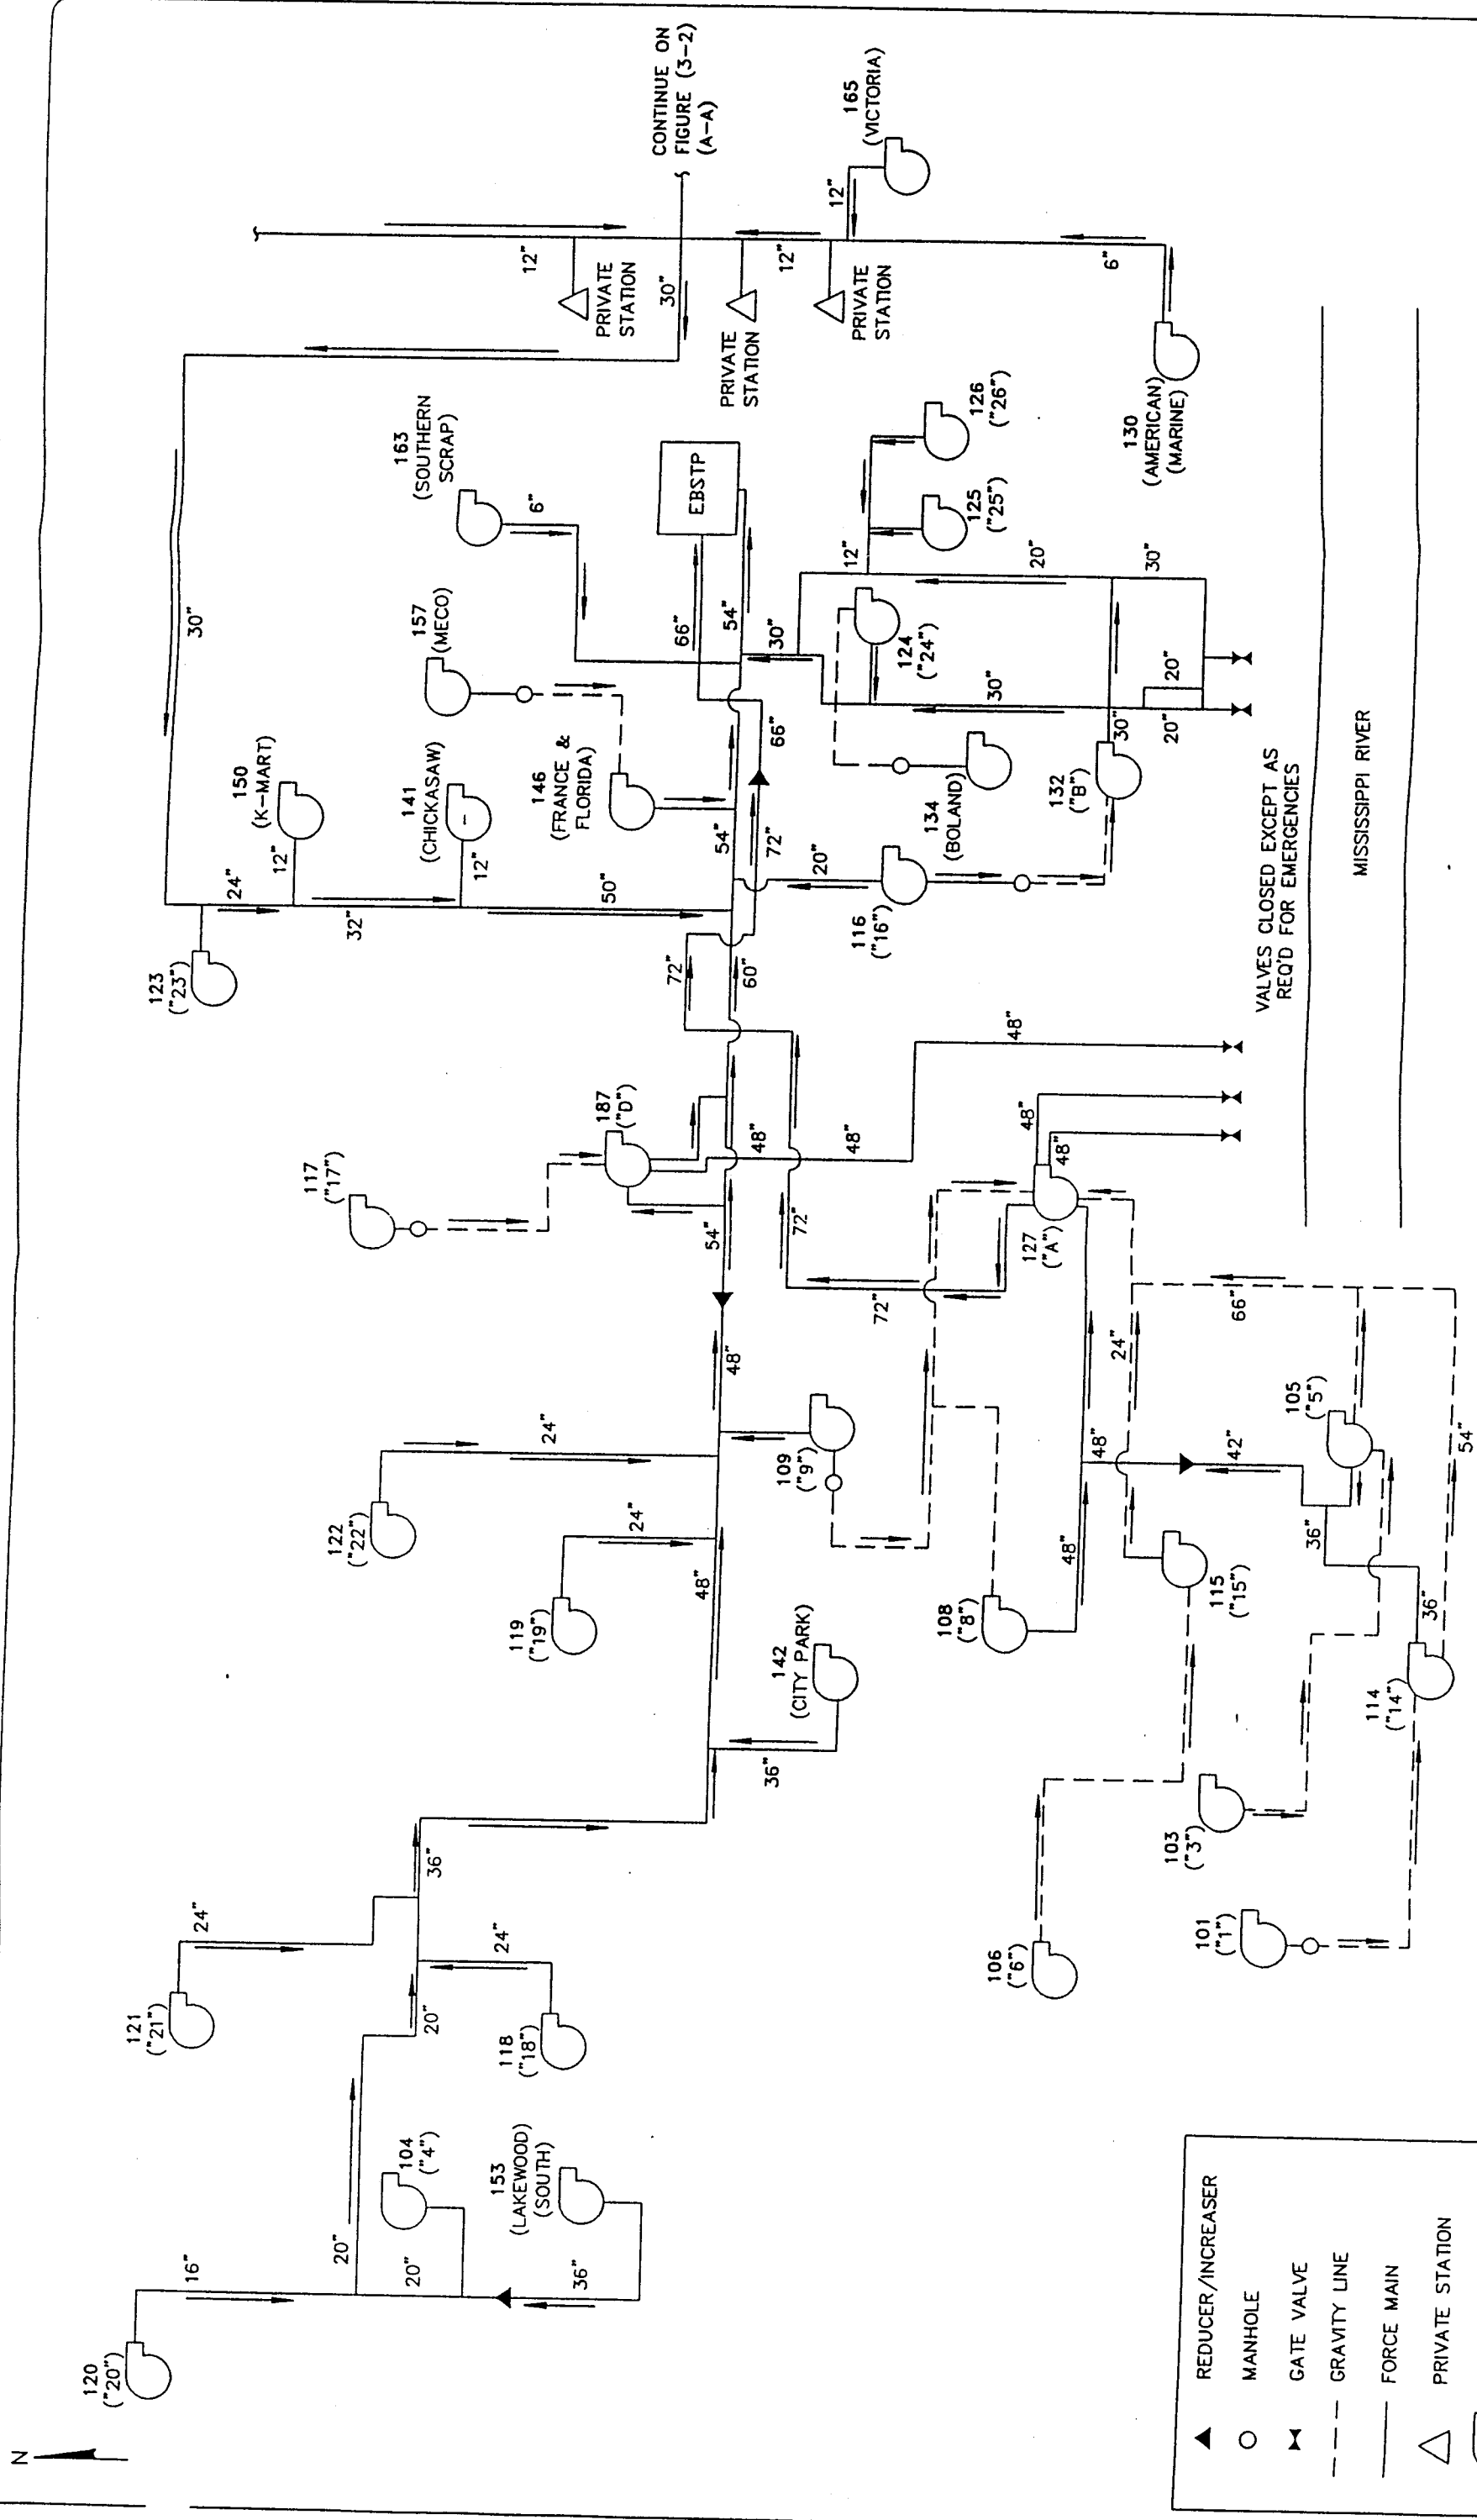 N
120
("20")
16"
20"
20"
104
("4")
153
(LAKEWOOD)
(SOUTH)
36"
121
("21")
24"
20"
118
("18")
24"
36"
142
(CITY PARK)
36"
119
("19")
24"
48"
122
("22")
24"
109
("9")
48"
54"
117
("17")
187
("D")
48"
48"
48"
72"
72"
72"
60"
123
("23")
24"
30"
150
(K-MART)
12"
32"
141
(CHICKASAW)
12"
50"
146
(FRANCE &
FLORIDA)
54"
157
(MECO)
163
(SOUTHERN
SCRAP)
6"
EBSTP
66"
54"
66"
72"
30"
20"
116
("16")
134
(BOLAND)
124
("24")
30"
12"
125
("25")
126
("26")
20"
30"
132
("B")
30"
20"
20"
CONTINUE ON
FIGURE (3-2)
(A-A)
12"
PRIVATE
STATION
30"
PRIVATE
STATION
12"
PRIVATE
STATION
12"
165
(VICTORIA)
6"
130
(AMERICAN)
(MARINE)
VALVES CLOSED EXCEPT AS
REQ'D FOR EMERGENCIES
MISSISSIPPI RIVER
127
("A")
48"
48"
108
("8")
48"
48"
24"
66"
106
("6")
115
("15")
42"
105
("5")
36"
103
("3")
101
("1")
114
("14")
36"
54"
REDUCER/INCREASER
MANHOLE
GATE VALVE
GRAVITY LINE
FORCE MAIN
PRIVATE STATION